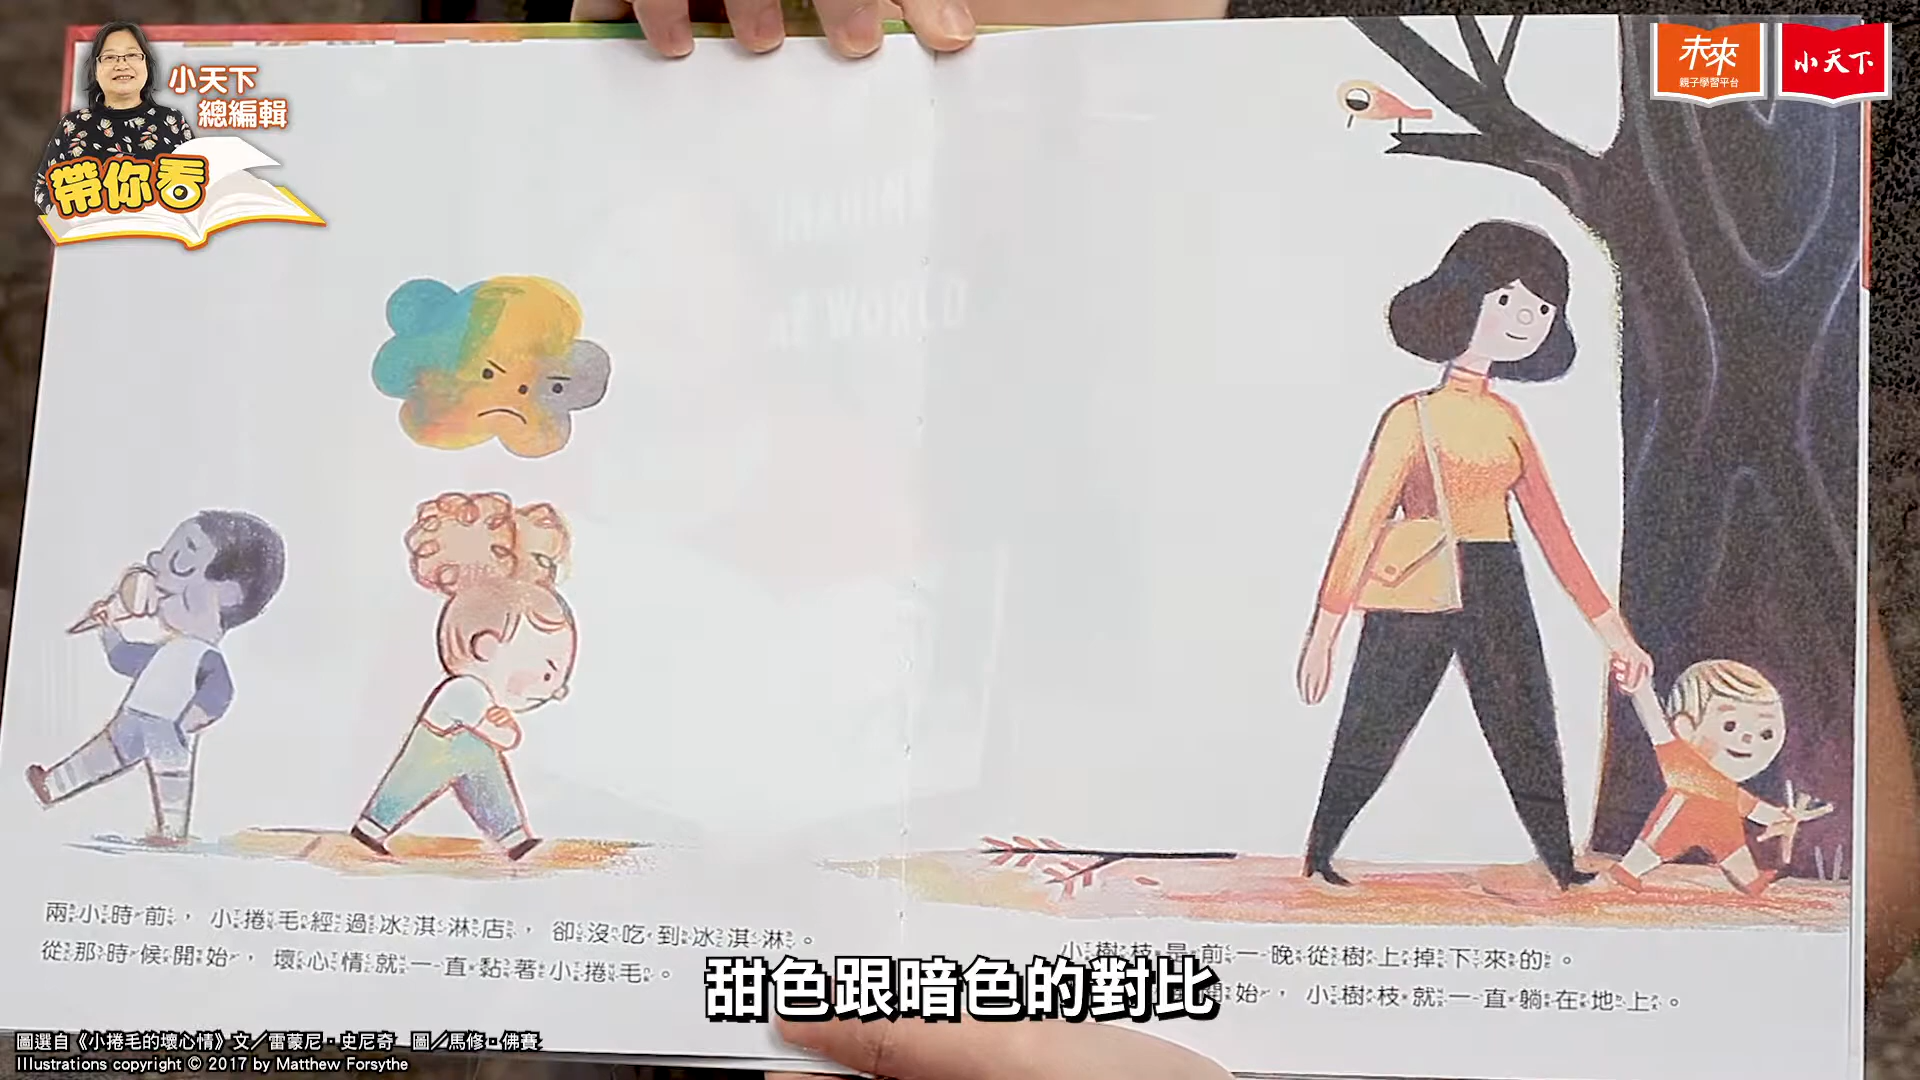 小天下
總編輯
帶你看
未來
親子學習平台
小天下
WORLD
兩小時前，小捲毛經過冰淇淋店，卻沒吃到冰淇淋。
從那時候開始，壞心情就一直黏著小捲毛。
小樹枝是前一晚從樹上掉下來的。
開始，小樹枝就一直躺在地上。
甜色跟暗色的對比
圖選自《小捲毛的壞心情》文／雷蒙尼・史尼奇　圖／馬修・佛賽
Illustrations copyright © 2017 by Matthew Forsythe